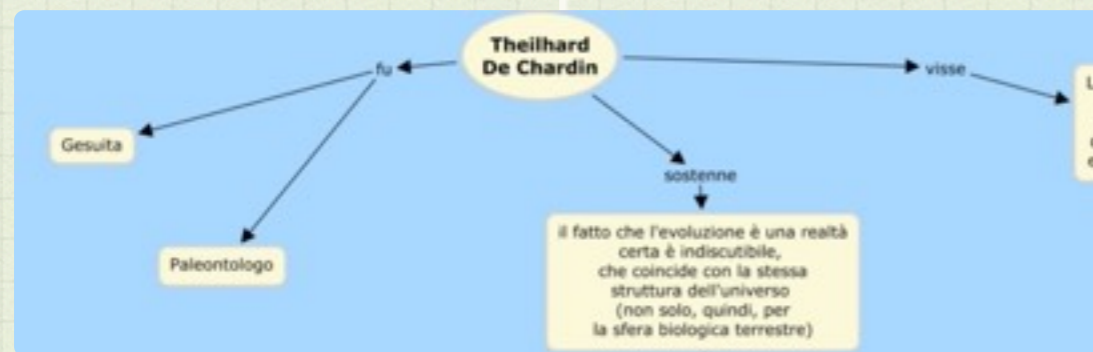 Theilhard
De Chardin
fu
visse
Gesuita
sostenne
Paleontologo
il fatto che l'evoluzione è una realtà
certa è indiscutibile,
che coincide con la stessa
struttura dell'universo
(non solo, quindi, per
la sfera biologica terrestre)